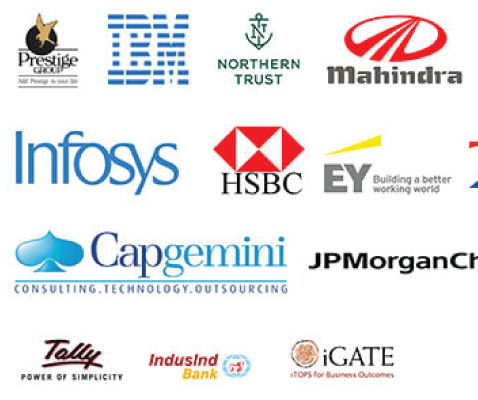 Prestige
GROUP
Add Prestige to your life
IBM
NORTHERN
TRUST
Mahindra
Infosys
HSBC
EY Building a better
working world
Capgemini
CONSULTING.TECHNOLOGY.OUTSOURCING
JPMorganCh
Tally
POWER OF SIMPLICITY
IndusInd
Bank
iGATE
iTOPS for Business Outcomes